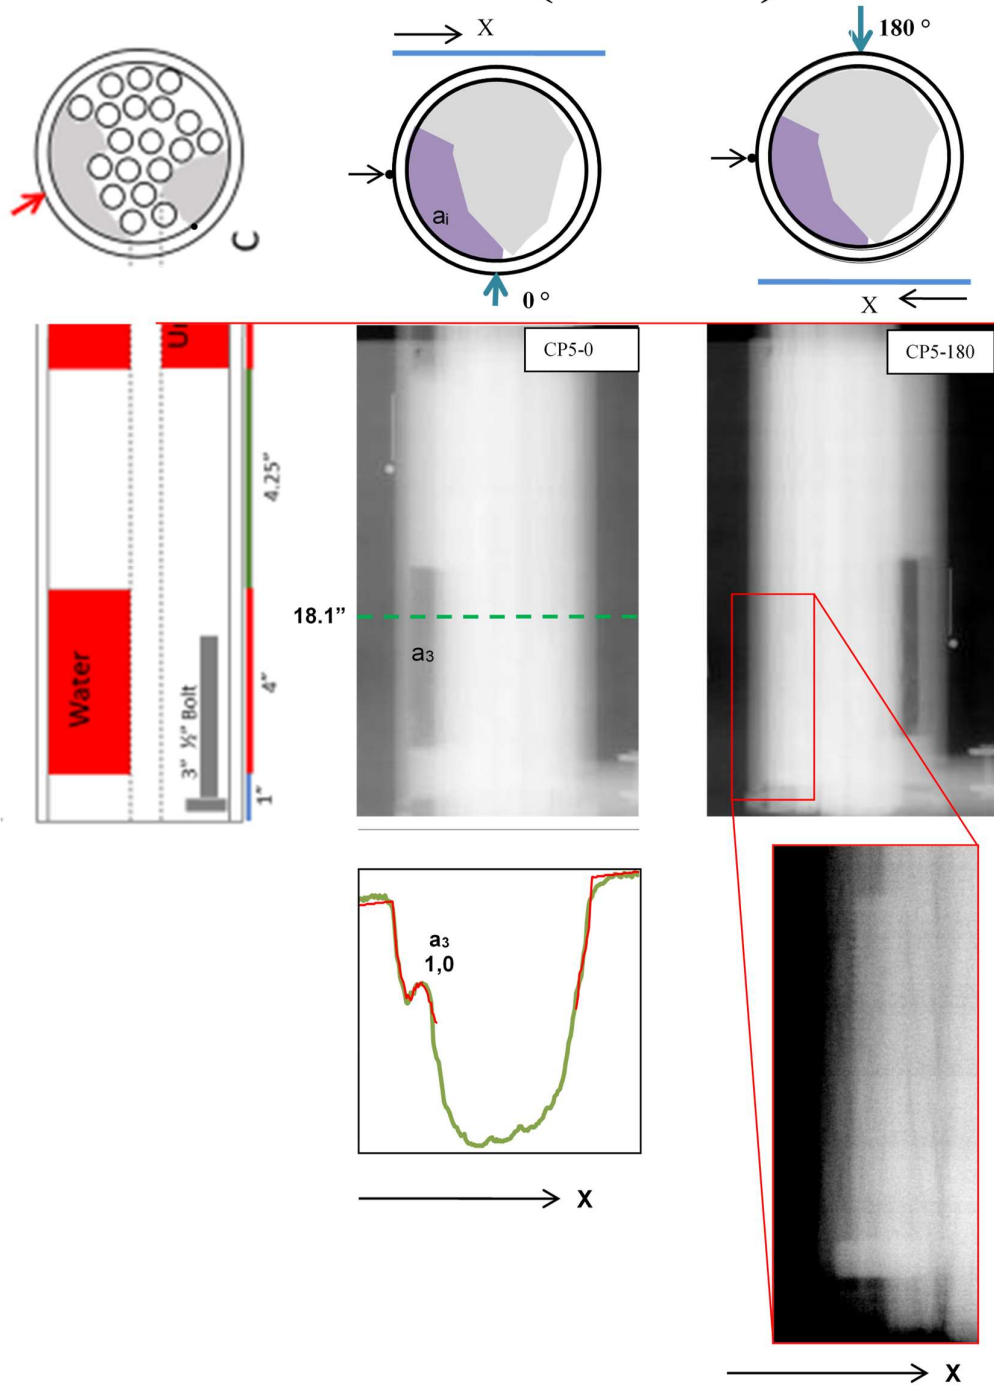 X
180 °
C
ai
0 °
X
CP5-0
CP5-180
4.25”
18.1”
a3
Water
4”
3” ½” Bolt
1”
a3
1,0
X
X